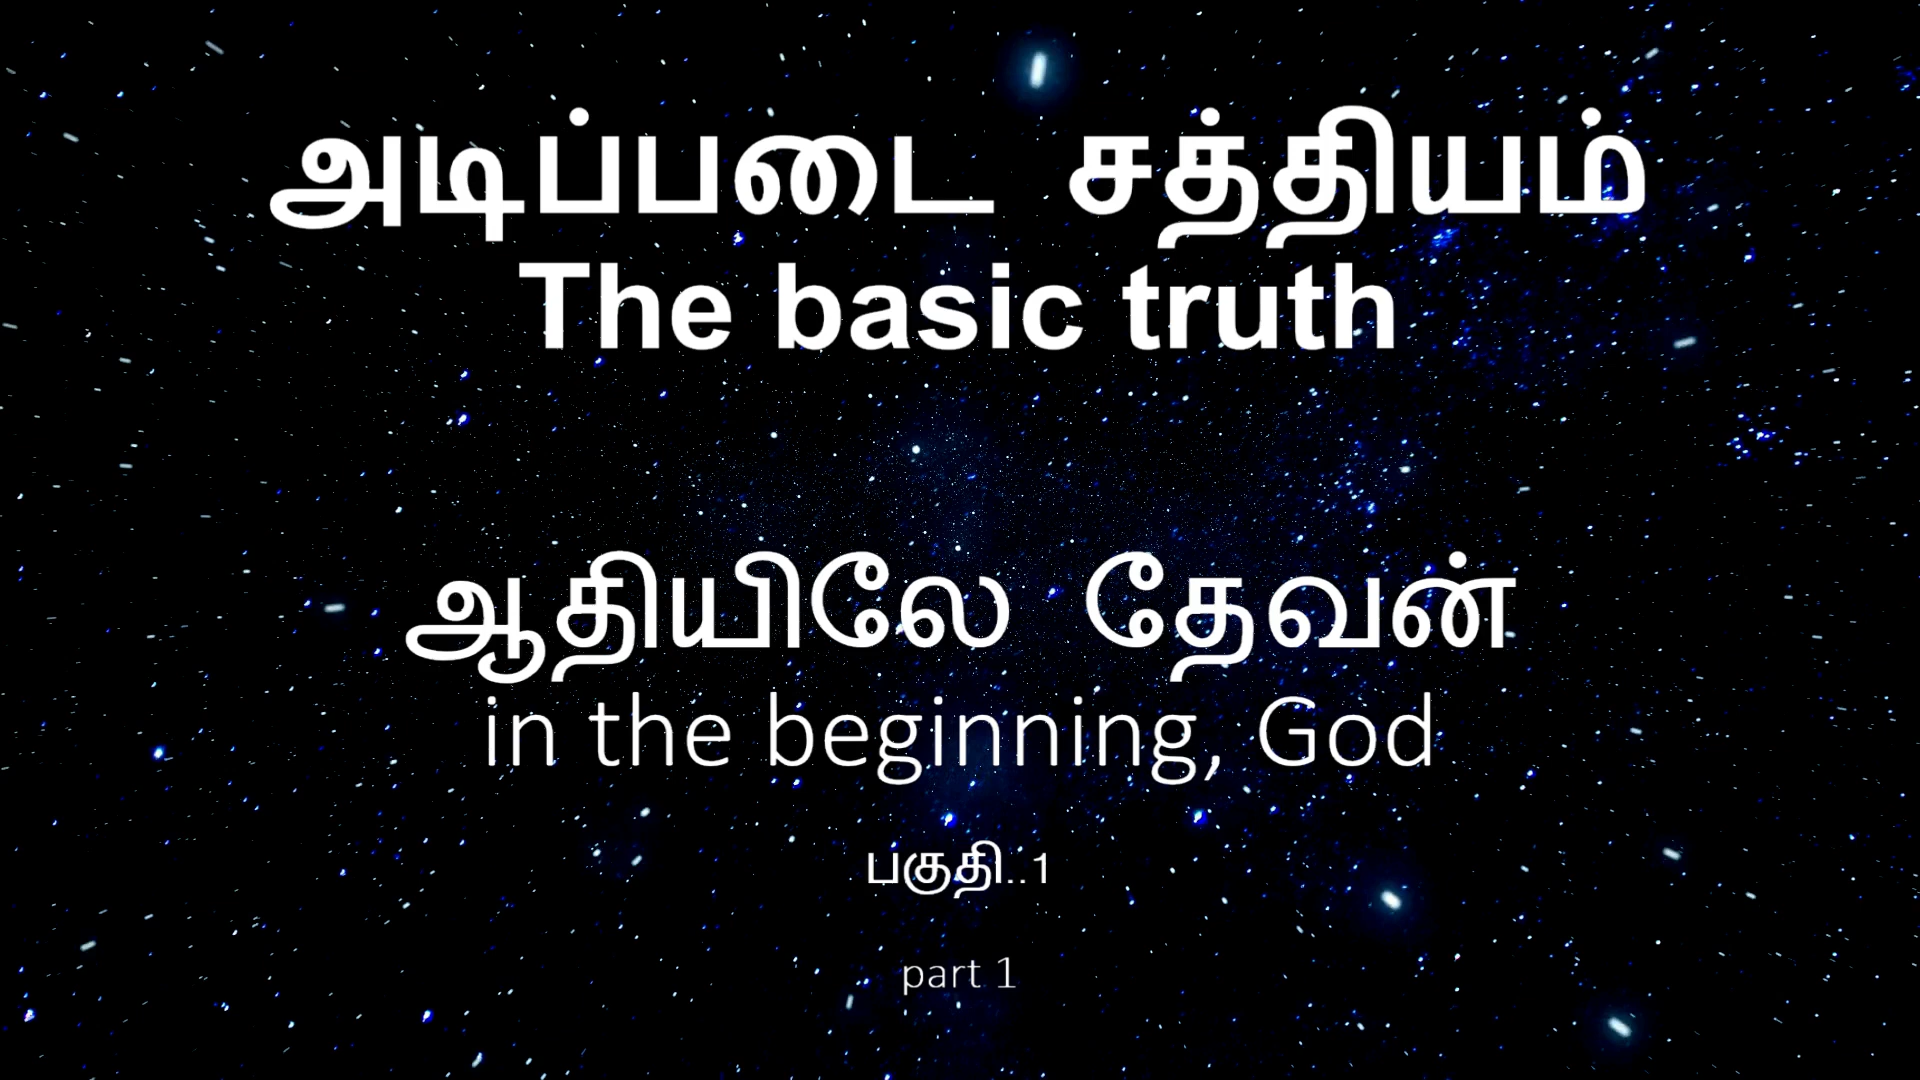 அடிப்படை சத்தியம்
The basic truth
ஆதியிலே தேவன்
in the beginning, God
பகுதி..1
part 1